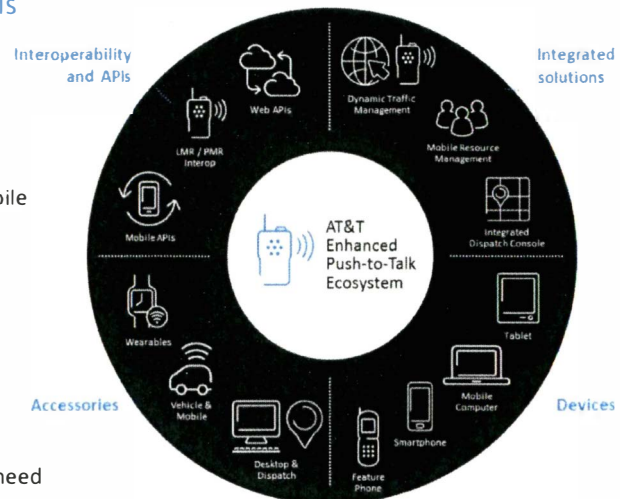 Interoperability
and APIs
Integrated
solutions
Web APIs
Dynamic Traffic
Management
LMR / PMR
Interop
Mobile Resource
Management
Mobile APIs
Integrated
Dispatch Console
AT&T
Enhanced
Push-to-Talk
Ecosystem
Wearables
Tablet
Vehicle &
Mobile
Mobile
Computer
Accessories
Devices
Desktop &
Dispatch
Smartphone
Feature
Phone
need